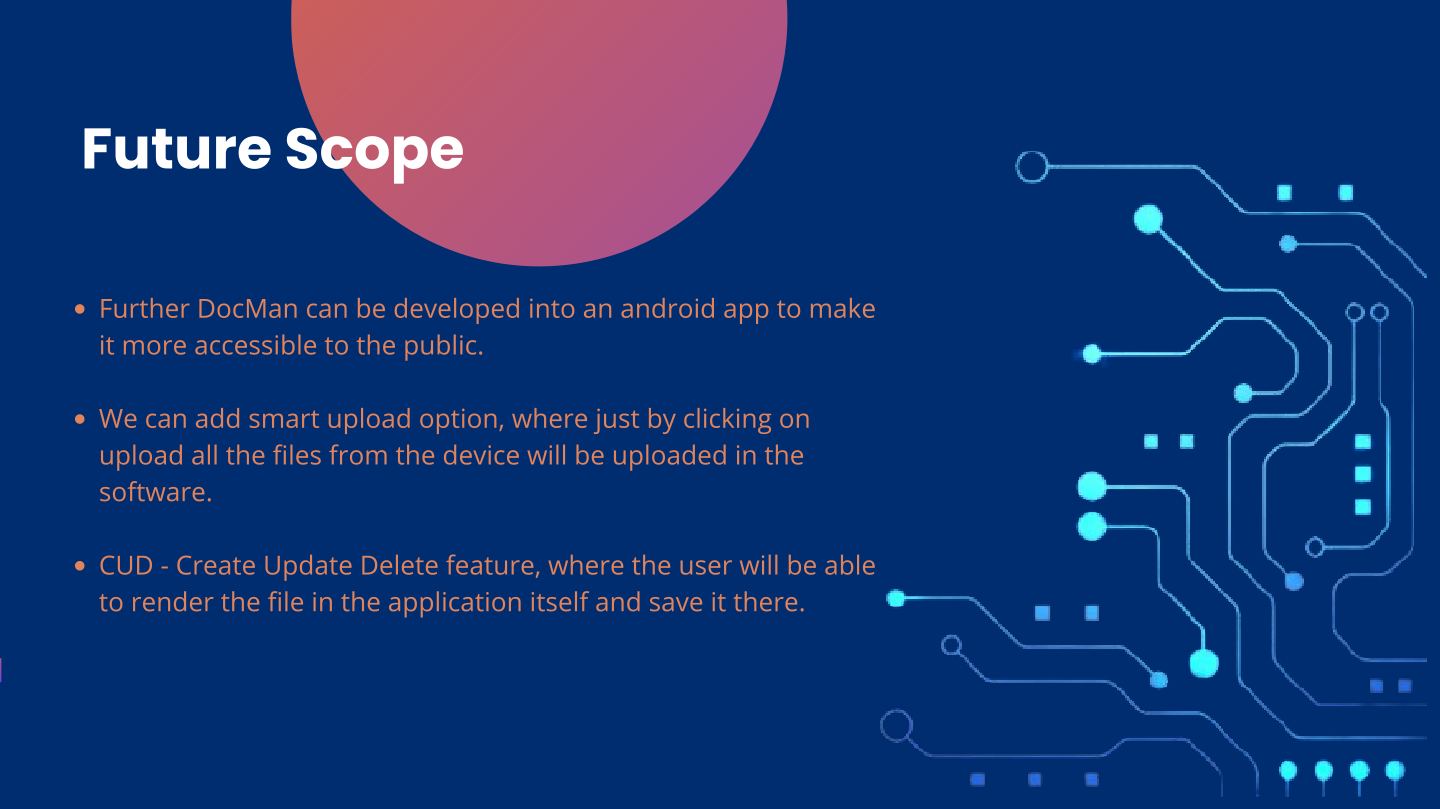 Future Scope
• Further DocMan can be developed into an android app to make
it more accessible to the public.
• We can add smart upload option, where just by clicking on
upload all the files from the device will be uploaded in the
software.
• CUD - Create Update Delete feature, where the user will be able
to render the file in the application itself and save it there.